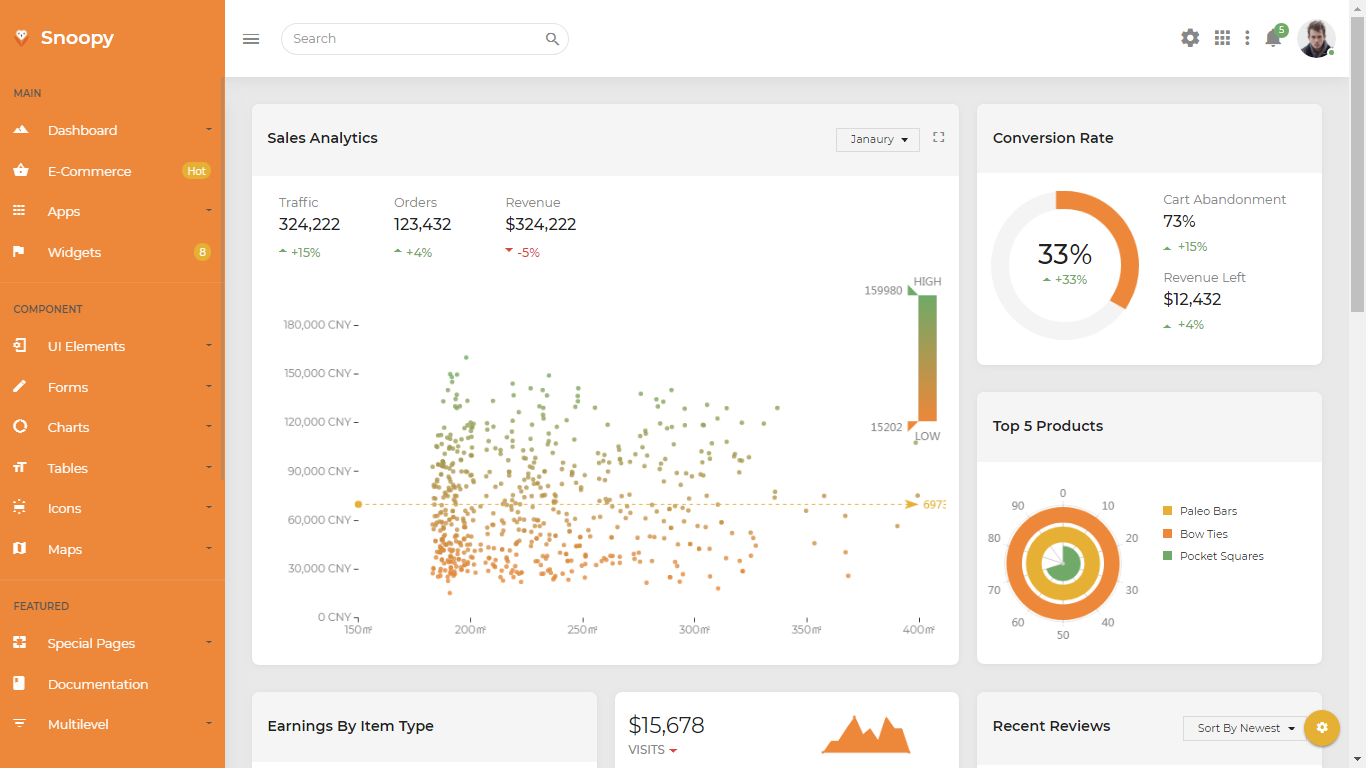 Snoopy
Search
5
MAIN
Dashboard
E-Commerce
Hot
Apps
Widgets
8
COMPONENT
UI Elements
Forms
Charts
Tables
Icons
Maps
FEATURED
Special Pages
Documentation
Multilevel
Sales Analytics
Janaury
Traffic
324,222
+15%
Orders
123,432
+4%
Revenue
$324,222
-5%
HIGH
159980
15202
LOW
180,000 CNY
150,000 CNY
120,000 CNY
90,000 CNY
60,000 CNY
30,000 CNY
0 CNY
6973
150㎡
200㎡
250㎡
300㎡
350㎡
400㎡
Conversion Rate
33%
+33%
Cart Abandonment
73%
+15%
Revenue Left
$12,432
+4%
Top 5 Products
0
10
20
30
40
50
60
70
80
90
Paleo Bars
Bow Ties
Pocket Squares
Earnings By Item Type
$15,678
VISITS
Recent Reviews
Sort By Newest